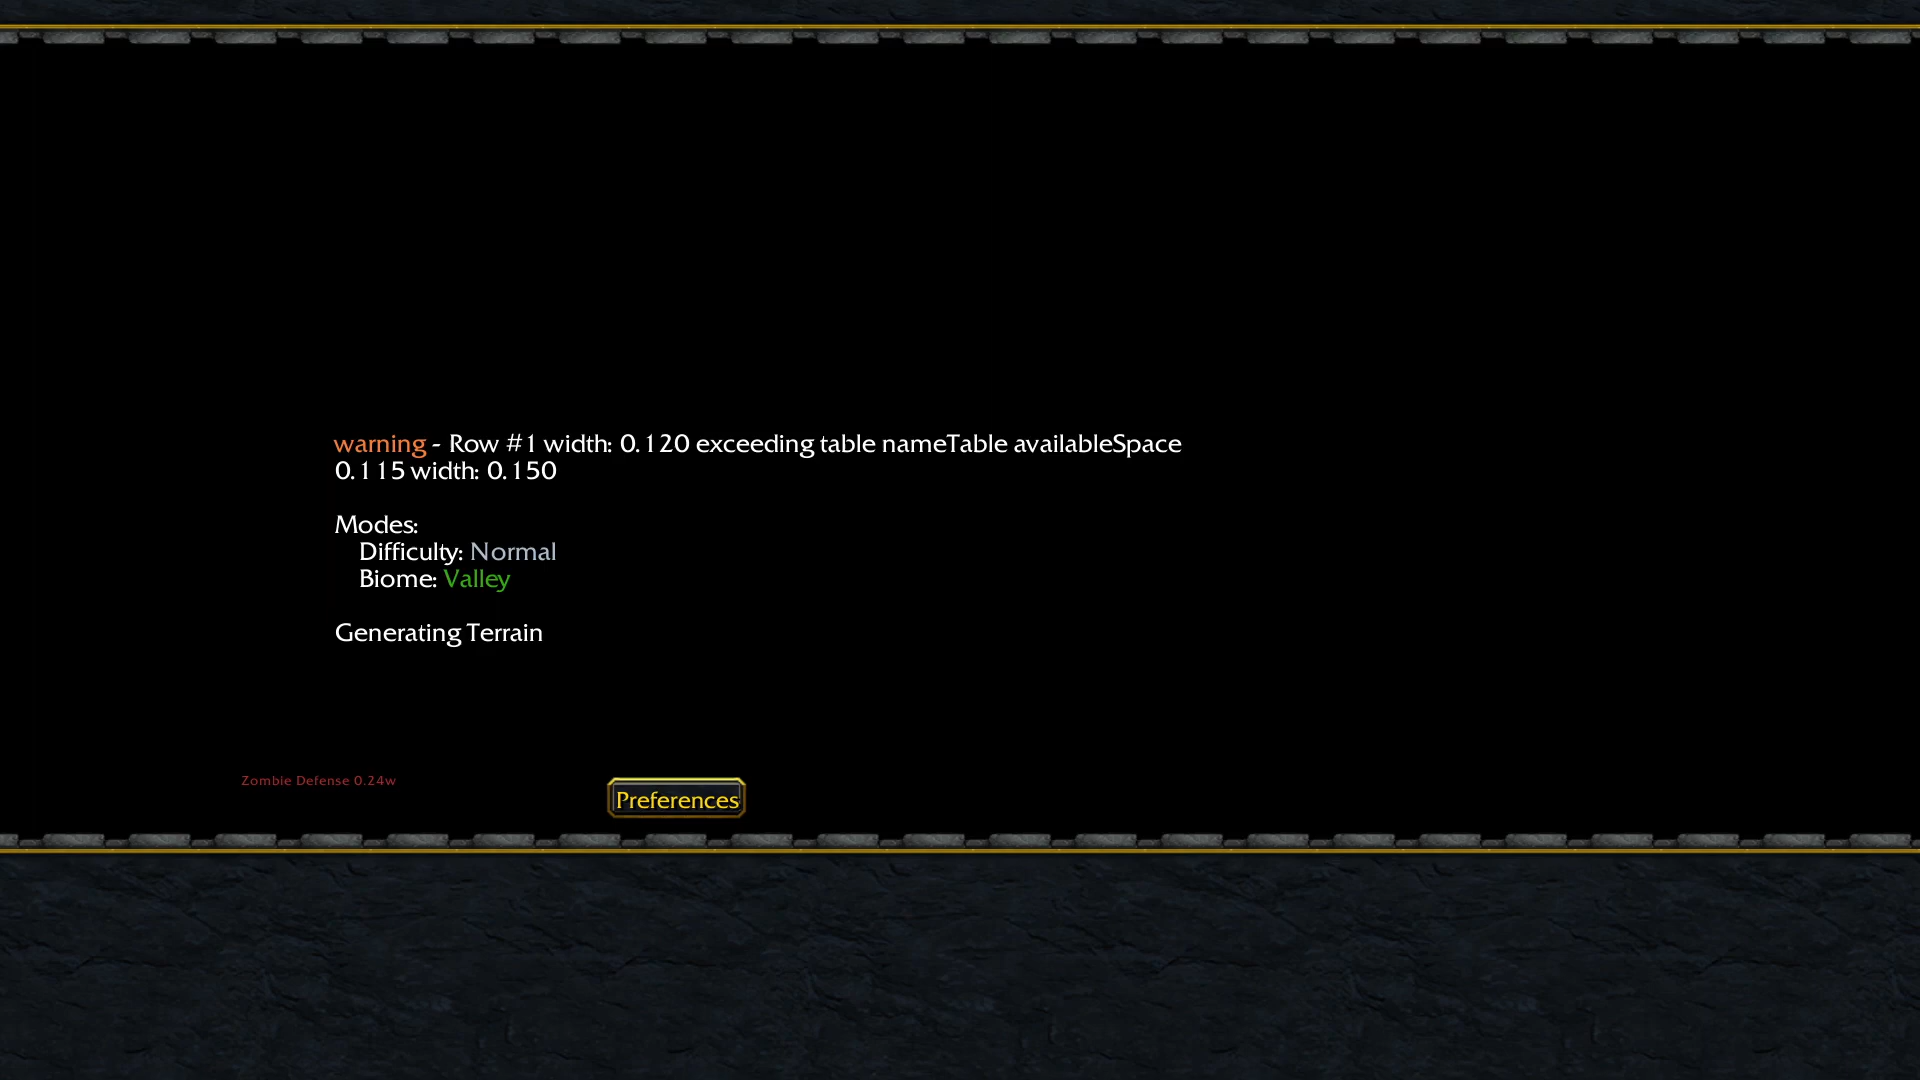 warning - Row #1 width: 0.120 exceeding table nameTable availableSpace
0.115 width: 0.150
Modes:
Difficulty: Normal
Biome: Valley
Generating Terrain
Zombie Defense 0.24w
Preferences